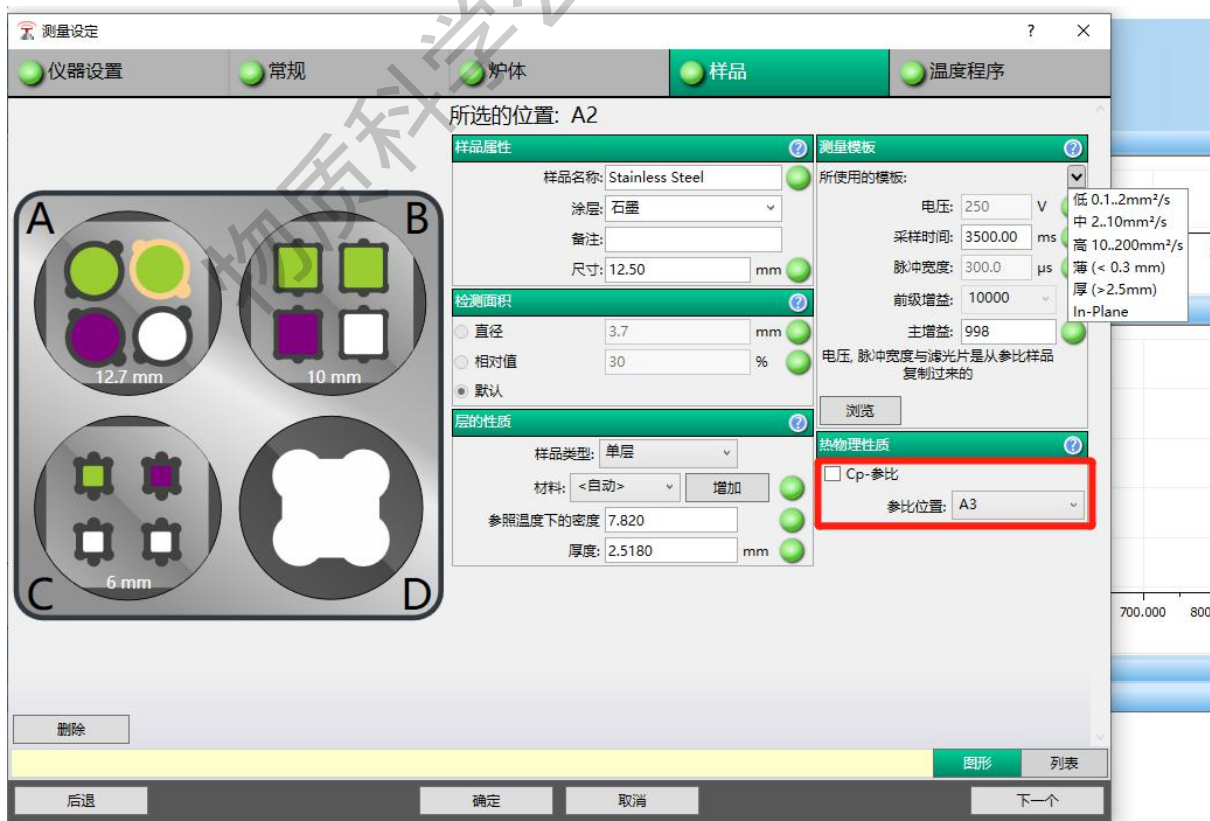 测量设定
? ×
仪器设置 常规 炉体 样品 温度程序
所选的位置: A2
A
B
12.7 mm
10 mm
C
6 mm
D
样品属性
样品名称: Stainless Steel
涂层: 石墨
备注:
尺寸: 12.50 mm
检测面积
直径 3.7 mm
相对值 30 %
默认
层的性质
样品类型: 单层
材料: <自动> 增加
参照温度下的密度 7.820
厚度: 2.5180 mm
测量模板
所使用的模板:
电压: 250 V
采样时间: 3500.00 ms
脉冲宽度: 300.0 μs
前级增益: 10000
主增益: 998
电压, 脉冲宽度与滤光片是从参比样品
复制过来的
浏览
低 0.1..2mm²/s
中 2..10mm²/s
高 10..200mm²/s
薄 (< 0.3 mm)
厚 (>2.5mm)
In-Plane
热物理性质
Cp-参比
参比位置: A3
700.000 800
删除
图形 列表
后退 确定 取消 下一个
物质科学公